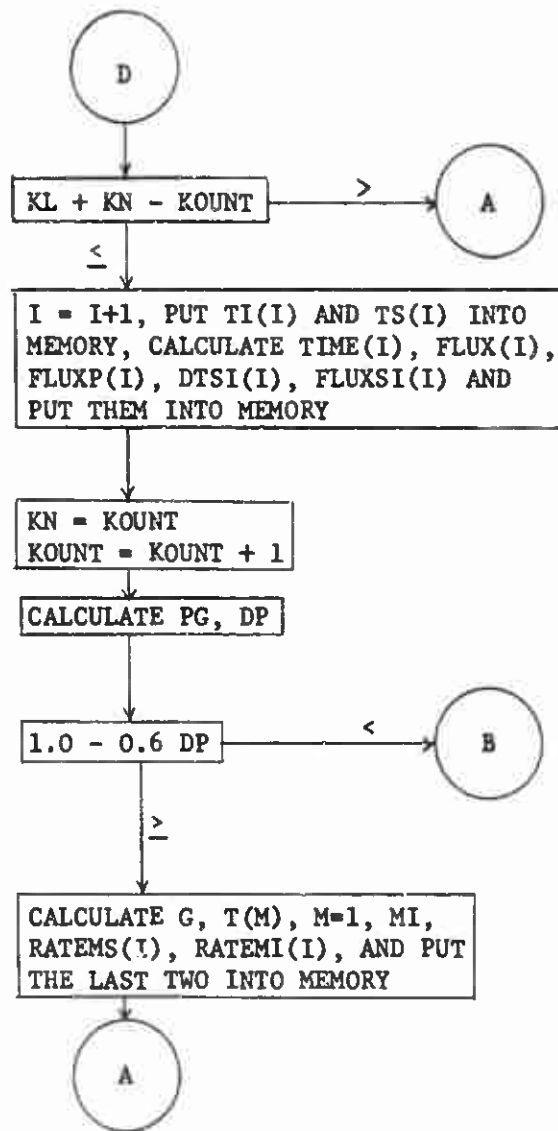 D
KL + KN - KOUNT
>
A
≤
I = I+1, PUT TI(I) AND TS(I) INTO
MEMORY, CALCULATE TIME(I), FLUX(I),
FLUXP(I), DTSI(I), FLUXSI(I) AND
PUT THEM INTO MEMORY
KN = KOUNT
KOUNT = KOUNT + 1
CALCULATE PG, DP
1.0 - 0.6 DP
<
B
≥
CALCULATE G, T(M), M=1, MI,
RATEMS(I), RATEMI(I), AND PUT
THE LAST TWO INTO MEMORY
A